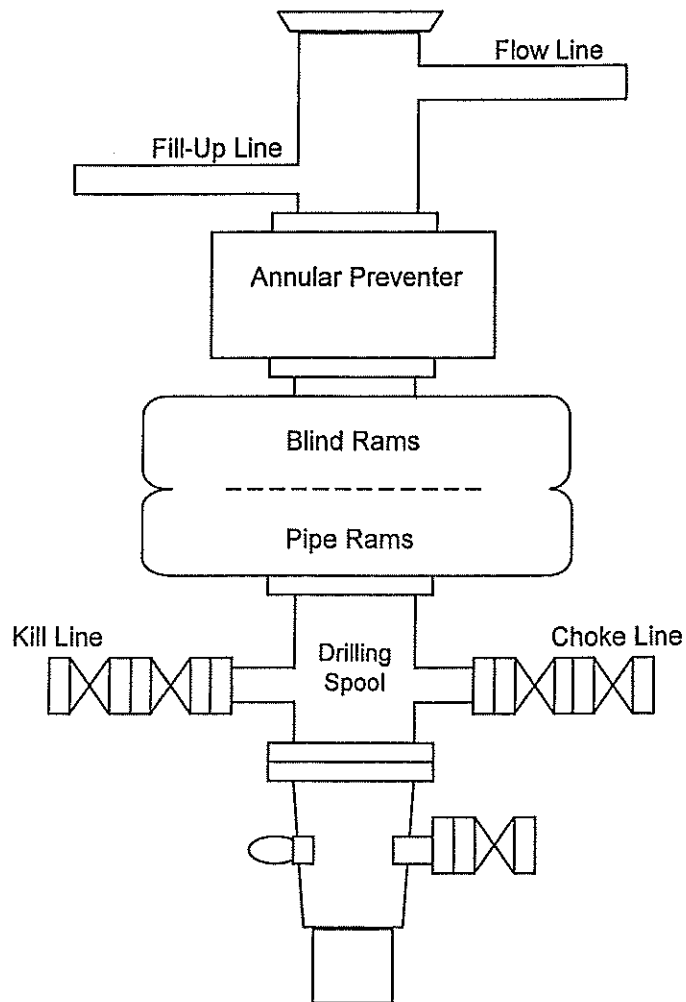 Flow Line
Fill-Up Line
Annular Preventer
Blind Rams
Pipe Rams
Kill Line
Choke Line
Drilling
Spool